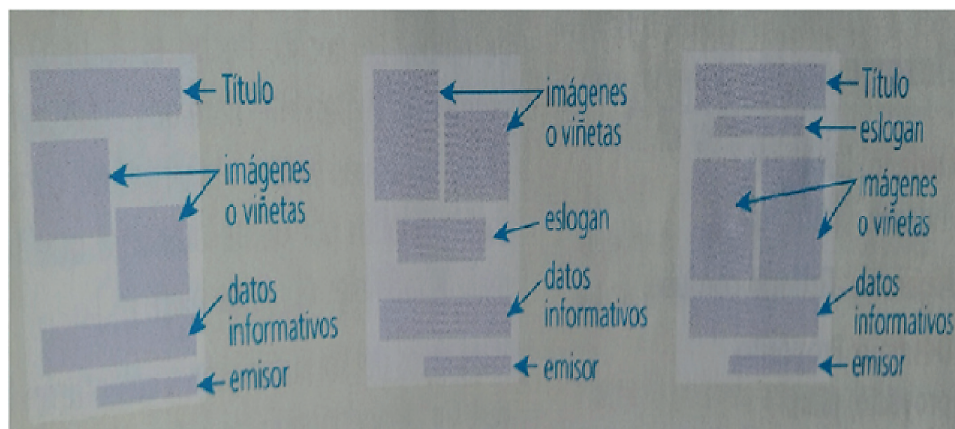 Título
imágenes
o viñetas
datos
informativos
emisor
imágenes
o viñetas
eslogan
datos
informativos
emisor
Título
eslogan
mágenes
o viñetas
datos
informativos
emisor